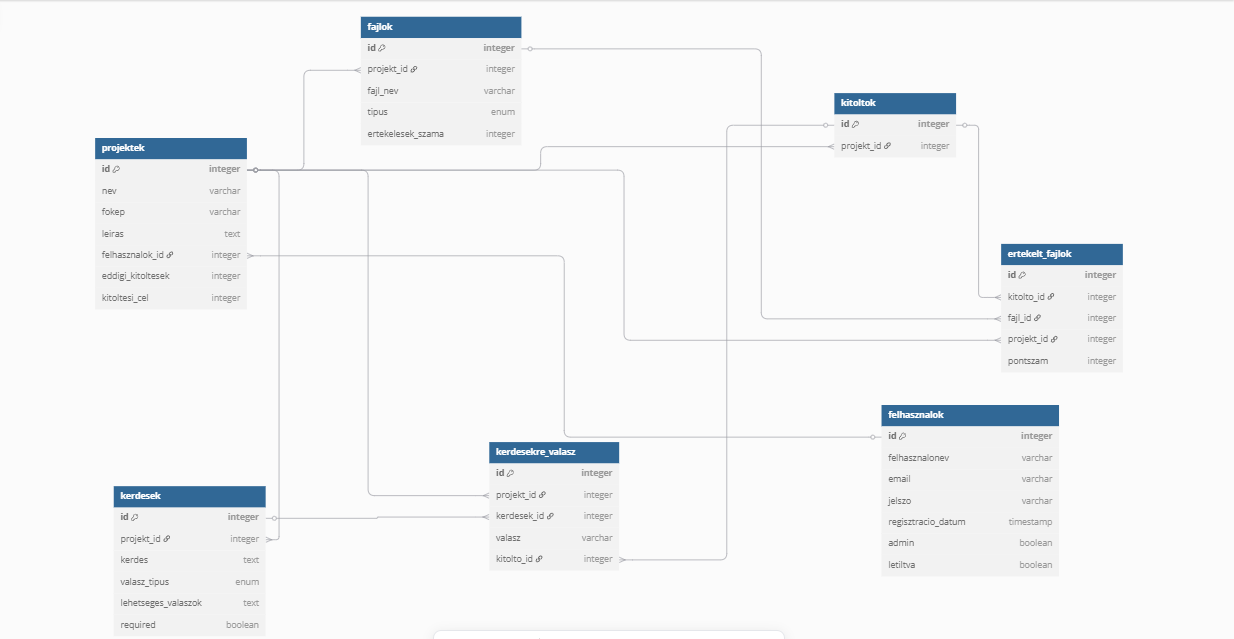 fajlok
id integer
projekt_id integer
fajl_nev varchar
tipus enum
ertekelesek_szama integer
kitoltok
id integer
projekt_id integer
projektek
id integer
nev varchar
fokep varchar
leiras text
felhasznalok_id integer
eddigi_kitoltesek integer
kitoltesi_cel integer
ertekelt_fajlok
id integer
kitolto_id integer
fajl_id integer
projekt_id integer
pontszam integer
felhasznalok
id integer
felhasznalonev varchar
email varchar
jelszo varchar
regisztracio_datum timestamp
admin boolean
letiltva boolean
kerdesekre_valasz
id integer
projekt_id integer
kerdesek_id integer
valasz varchar
kitolto_id integer
kerdesek
id integer
projekt_id integer
kerdes text
valasz_tipus enum
lehetseges_valaszok text
required boolean